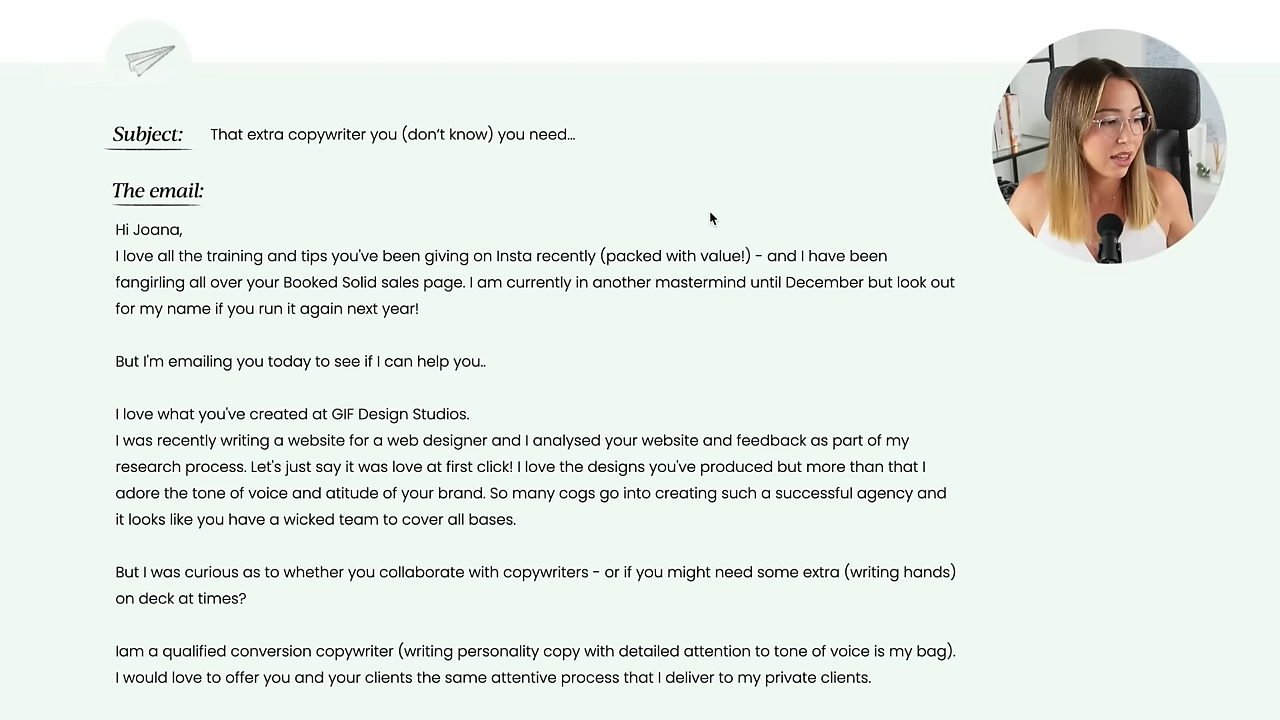 Subject: That extra copywriter you (don’t know) you need...
The email:
Hi Joana,
I love all the training and tips you've been giving on Insta recently (packed with value!) - and I have been
fangirling all over your Booked Solid sales page. I am currently in another mastermind until December but look out
for my name if you run it again next year!
But I'm emailing you today to see if I can help you..
I love what you've created at GIF Design Studios.
I was recently writing a website for a web designer and I analysed your website and feedback as part of my
research process. Let's just say it was love at first click! I love the designs you've produced but more than that I
adore the tone of voice and atitude of your brand. So many cogs go into creating such a successful agency and
it looks like you have a wicked team to cover all bases.
But I was curious as to whether you collaborate with copywriters - or if you might need some extra (writing hands)
on deck at times?
Iam a qualified conversion copywriter (writing personality copy with detailed attention to tone of voice is my bag).
I would love to offer you and your clients the same attentive process that I deliver to my private clients.